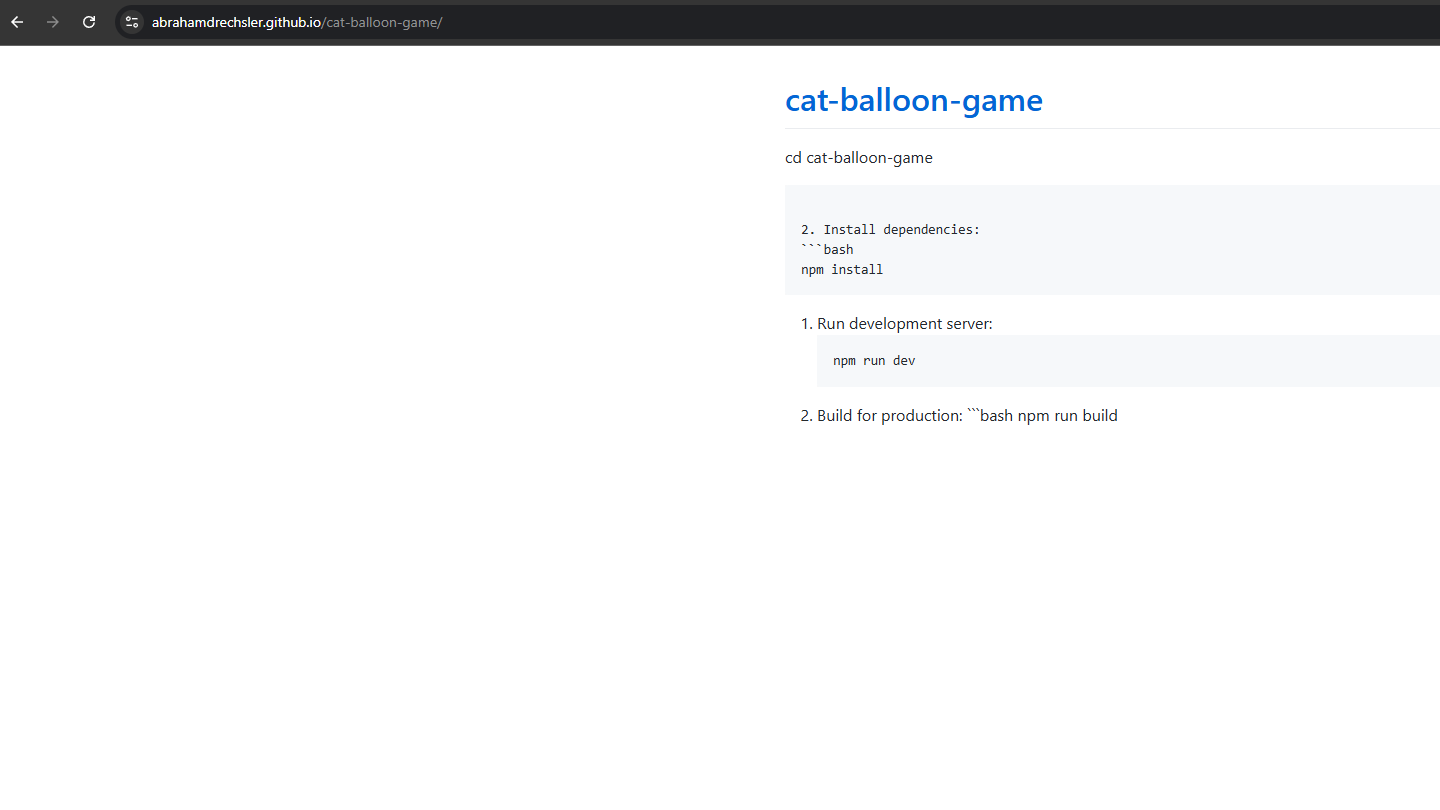 abrahamdrechsler.github.io/cat-balloon-game/
cat-balloon-game
cd cat-balloon-game
2. Install dependencies:
```bash
npm install
1. Run development server:
npm run dev
2. Build for production: ```bash npm run build